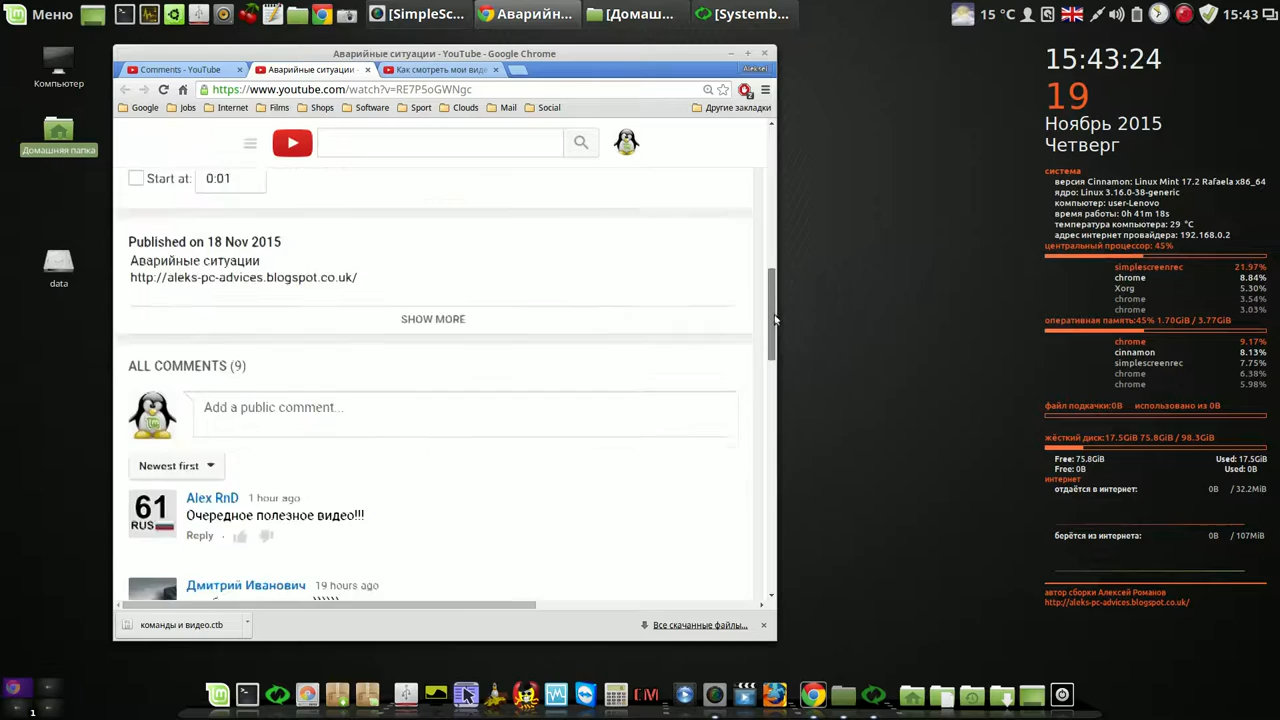 Меню
[SimpleSc...
Аварийн...
[Домаш...
[Systemb...
15 °C
15:43
Компьютер
Домашняя папка
data
Аварийные ситуации - YouTube - Google Chrome
Comments - YouTube
Аварийные ситуации -
Как смотреть мои виде
Aleksei
https://www.youtube.com/watch?v=RE7P5oGWNgc
Google
Jobs
Internet
Films
Shops
Software
Sport
Clouds
Mail
Social
Другие закладки
Start at:
0:01
Published on 18 Nov 2015
Аварийные ситуации
http://aleks-pc-advices.blogspot.co.uk/
SHOW MORE
ALL COMMENTS (9)
Add a public comment...
Newest first
61
RUS
Alex RnD 1 hour ago
Очередное полезное видео!!!
Reply
Дмитрий Иванович 19 hours ago
команды и видео.ctb
Все скачанные файлы...
15:43:24
19
Ноябрь 2015
Четверг
система
версия Cinnamon: Linux Mint 17.2 Rafaela x86_64
ядро: Linux 3.16.0-38-generic
компьютер: user-Lenovo
время работы: 0h 41m 18s
температура компьютера: 29 °C
адрес интернет провайдера: 192.168.0.2
центральный процессор: 45%
simplescreenrec 21.97%
chrome 8.84%
Xorg 5.30%
chrome 3.54%
chrome 3.03%
оперативная память:45% 1.70GiB / 3.77GiB
chrome 9.17%
cinnamon 8.13%
simplescreenrec 7.75%
chrome 6.38%
chrome 5.98%
файл подкачки:0B использовано из 0B
жёсткий диск:17.5GiB 75.8GiB / 98.3GiB
Free: 75.8GB Used: 17.5GiB
Free: 0B Used: 0B
интернет
отдаётся в интернет: 0B / 32.2MiB
берётся из интернета: 0B / 107MiB
автор сборки Алексей Романов
http://aleks-pc-advices.blogspot.co.uk/
CM
1